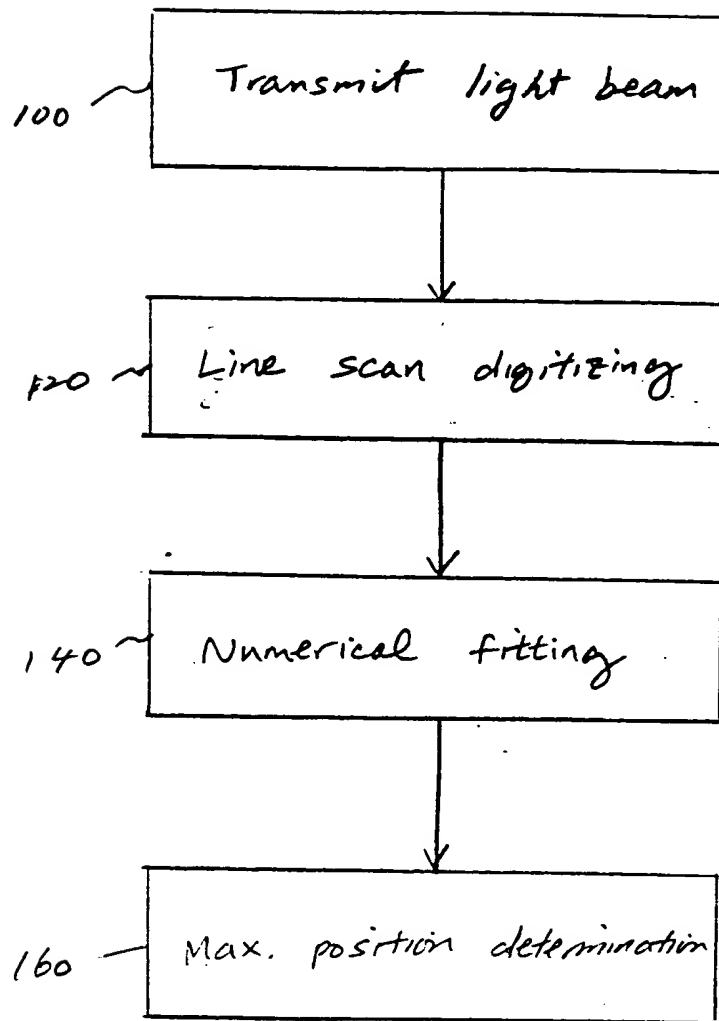 Transmit light beam
100
Line scan digitizing
120
Numerical fitting
140
Max. position determination
160